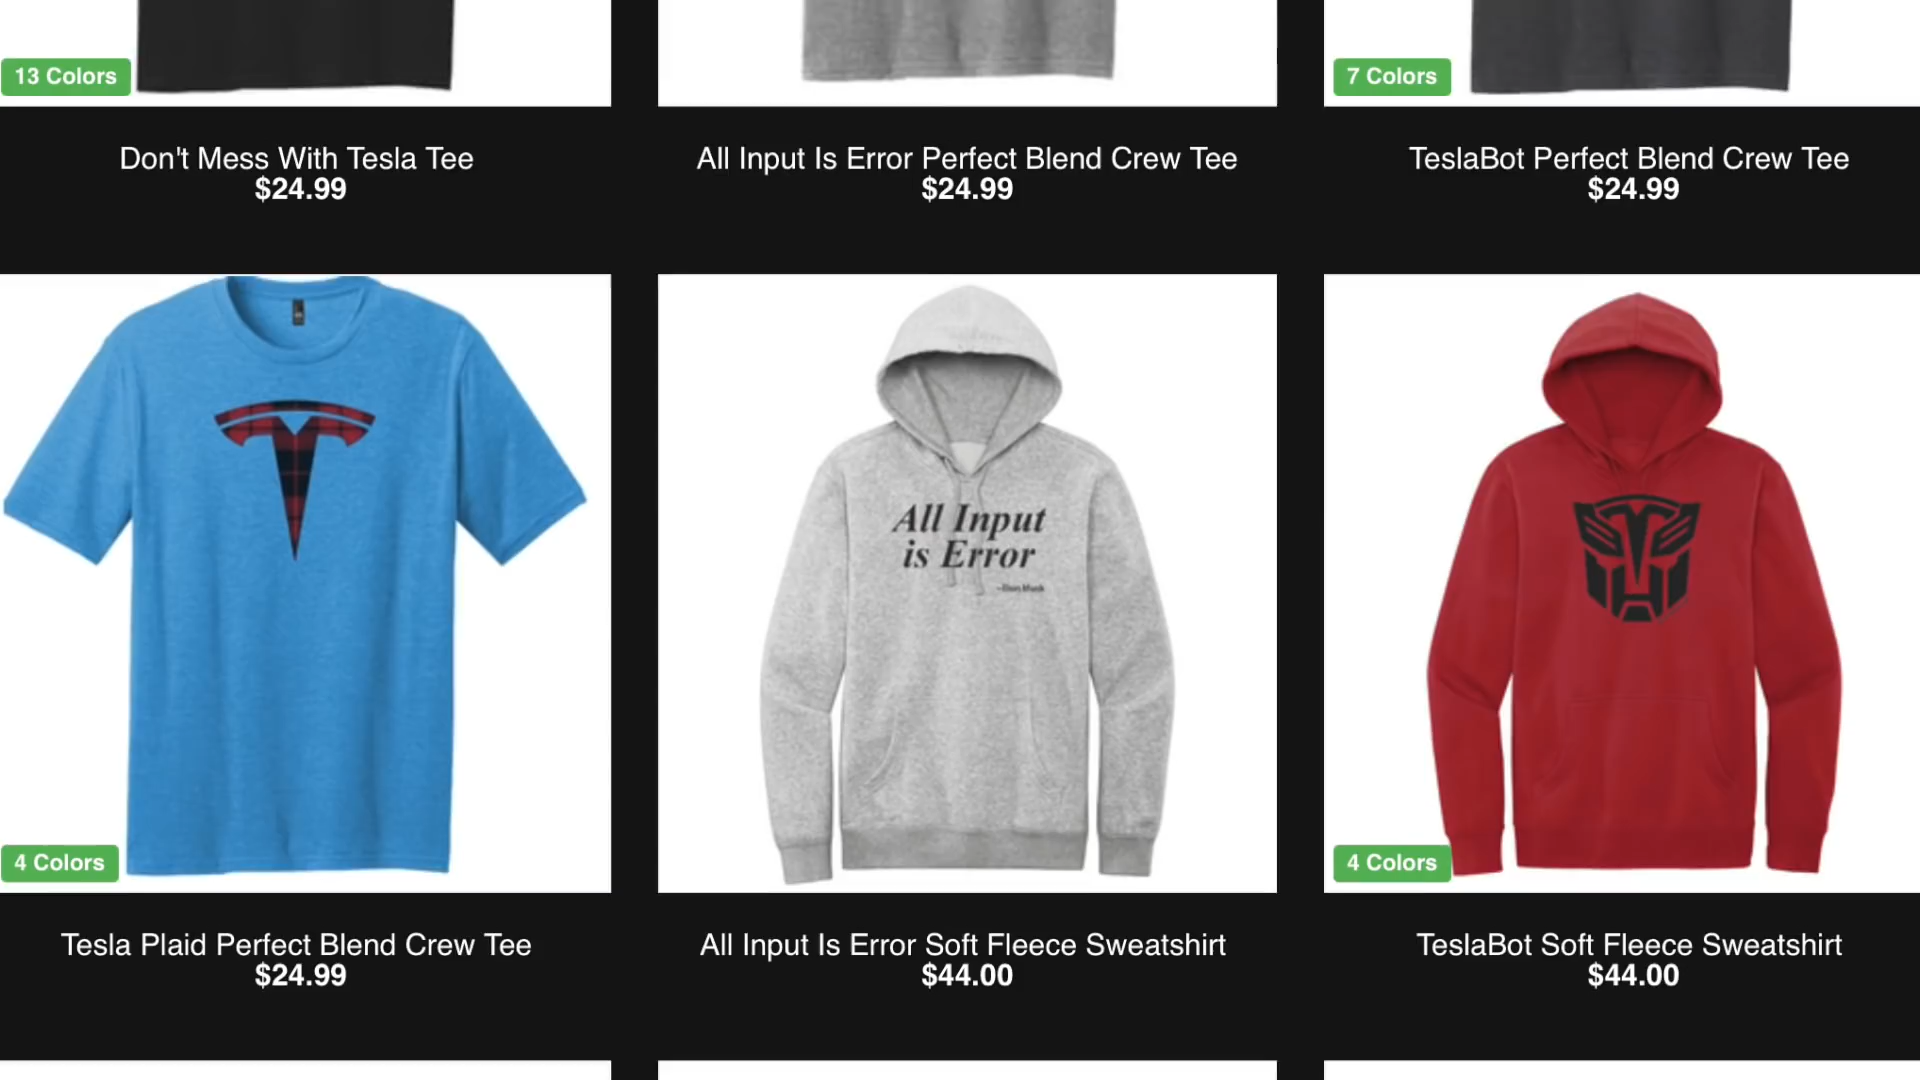 13 Colors
7 Colors
Don't Mess With Tesla Tee
$24.99
All Input Is Error Perfect Blend Crew Tee
$24.99
TeslaBot Perfect Blend Crew Tee
$24.99
All Input
is Error
-Elon Musk
4 Colors
4 Colors
Tesla Plaid Perfect Blend Crew Tee
$24.99
All Input Is Error Soft Fleece Sweatshirt
$44.00
TeslaBot Soft Fleece Sweatshirt
$44.00